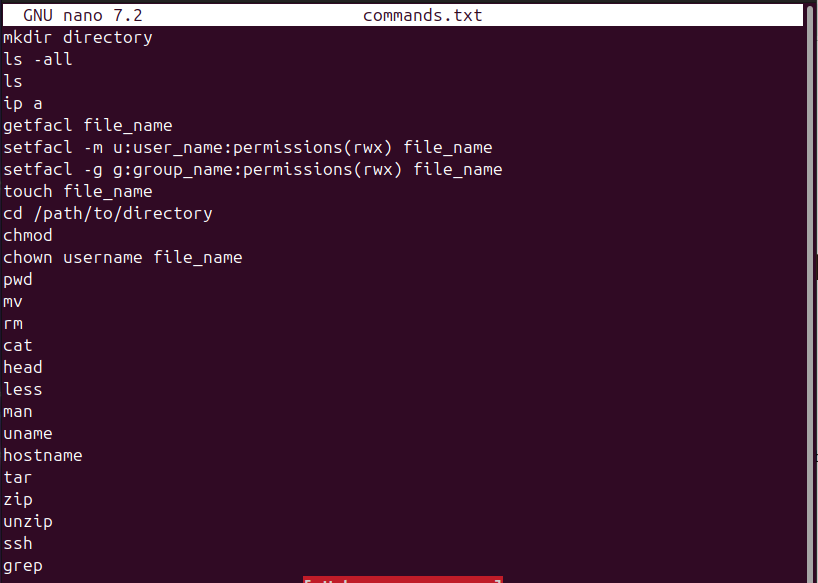 GNU nano 7.2 commands.txt
mkdir directory
ls -all
ls
ip a
getfacl file_name
setfacl -m u:user_name:permissions(rwx) file_name
setfacl -g g:group_name:permissions(rwx) file_name
touch file_name
cd /path/to/directory
chmod
chown username file_name
pwd
mv
rm
cat
head
less
man
uname
hostname
tar
zip
unzip
ssh
grep